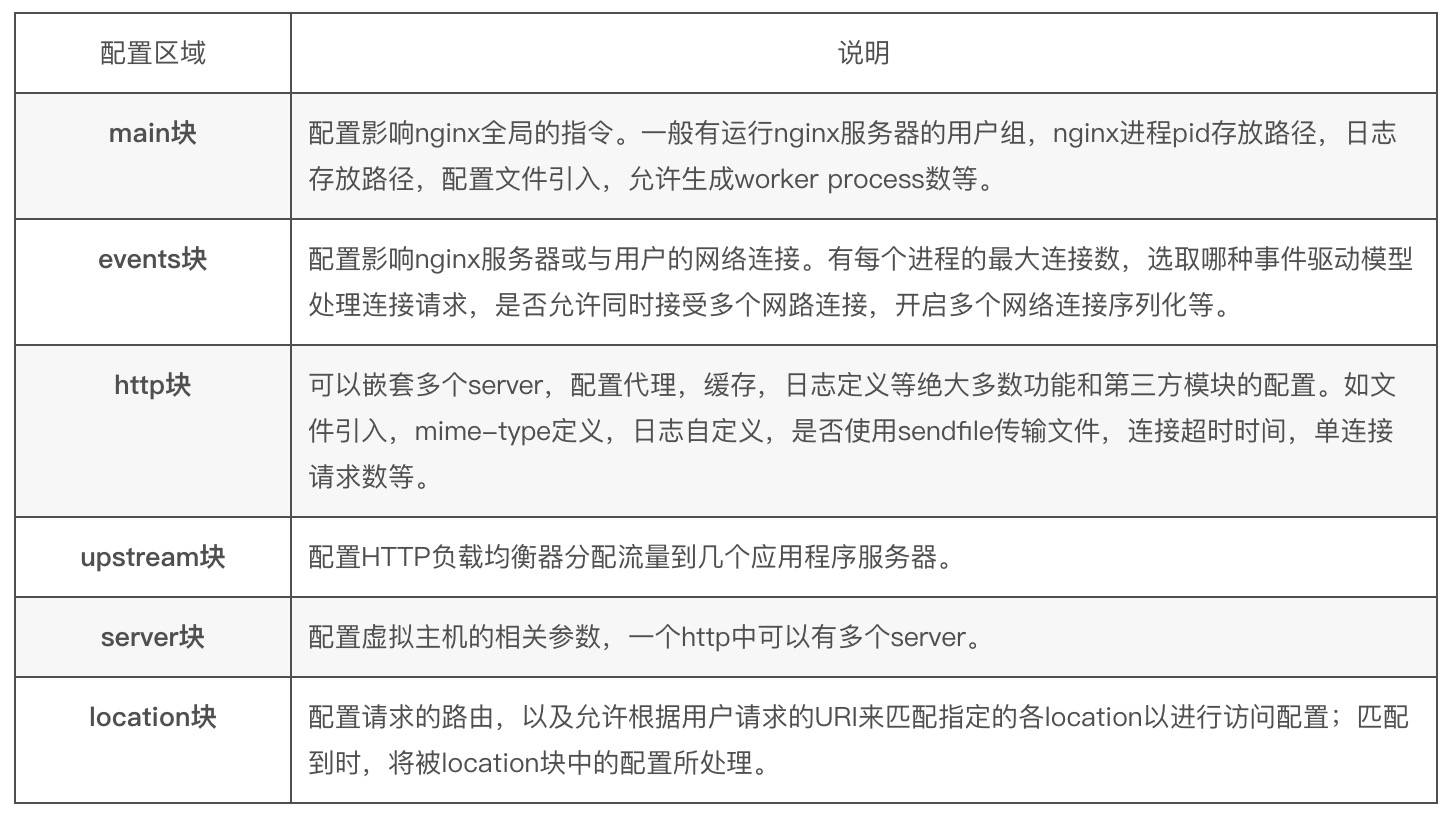 配置区域
说明
main块
配置影响nginx全局的指令。一般有运行nginx服务器的用户组，nginx进程pid存放路径，日志
存放路径，配置文件引入，允许生成worker process数等。
events块
配置影响nginx服务器或与用户的网络连接。有每个进程的最大连接数，选取哪种事件驱动模型
处理连接请求，是否允许同时接受多个网路连接，开启多个网络连接序列化等。
http块
可以嵌套多个server，配置代理，缓存，日志定义等绝大多数功能和第三方模块的配置。如文
件引入，mime-type定义，日志自定义，是否使用sendfile传输文件，连接超时时间，单连接
请求数等。
upstream块
配置HTTP负载均衡器分配流量到几个应用程序服务器。
server块
配置虚拟主机的相关参数，一个http中可以有多个server。
location块
配置请求的路由，以及允许根据用户请求的URI来匹配指定的各location以进行访问配置；匹配
到时，将被location块中的配置所处理。